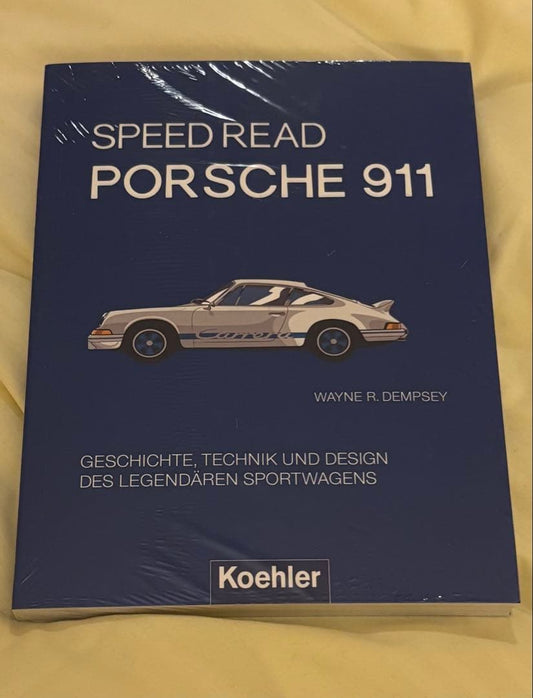 SPEED READ
PORSCHE 911
Carrera
WAYNE R. DEMPSEY
GESCHICHTE, TECHNIK UND DESIGN
DES LEGENDÄREN SPORTWAGENS
Koehler